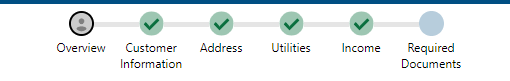 Overview
Customer
Information
Address
Utilities
Income
Required
Documents